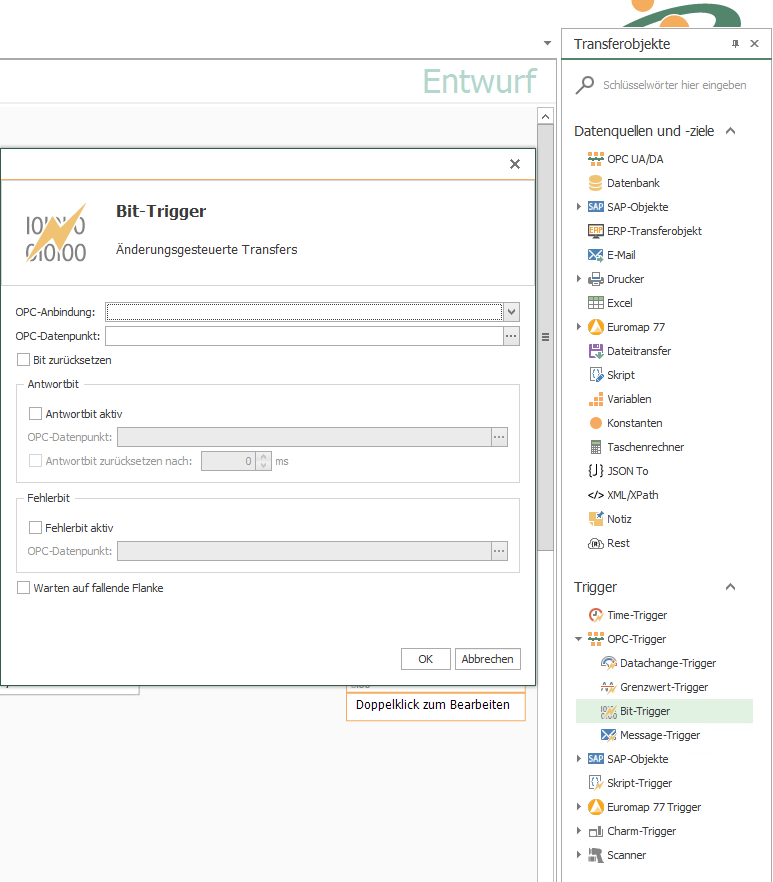 Transferobjekte
Entwurf
Schlüsselwörter hier eingeben
Datenquellen und -ziele
OPC UA/DA
Datenbank
SAP SAP-Objekte
ERP ERP-Transferobjekt
E-Mail
Drucker
Excel
Euromap 77
Dateitransfer
Skript
Variablen
Konstanten
Taschenrechner
{J} JSON To
</> XML/XPath
Notiz
(R) Rest
Trigger
Time-Trigger
OPC-Trigger
Datachange-Trigger
Grenzwert-Trigger
Bit-Trigger
Message-Trigger
SAP SAP-Objekte
Skript-Trigger
Euromap 77 Trigger
Charm-Trigger
Scanner
Bit-Trigger
Änderungsgesteuerte Transfers
OPC-Anbindung:
OPC-Datenpunkt:
Bit zurücksetzen
Antwortbit
Antwortbit aktiv
OPC-Datenpunkt:
Antwortbit zurücksetzen nach: 0 ms
Fehlerbit
Fehlerbit aktiv
OPC-Datenpunkt:
Warten auf fallende Flanke
OK Abbrechen
Doppelklick zum Bearbeiten